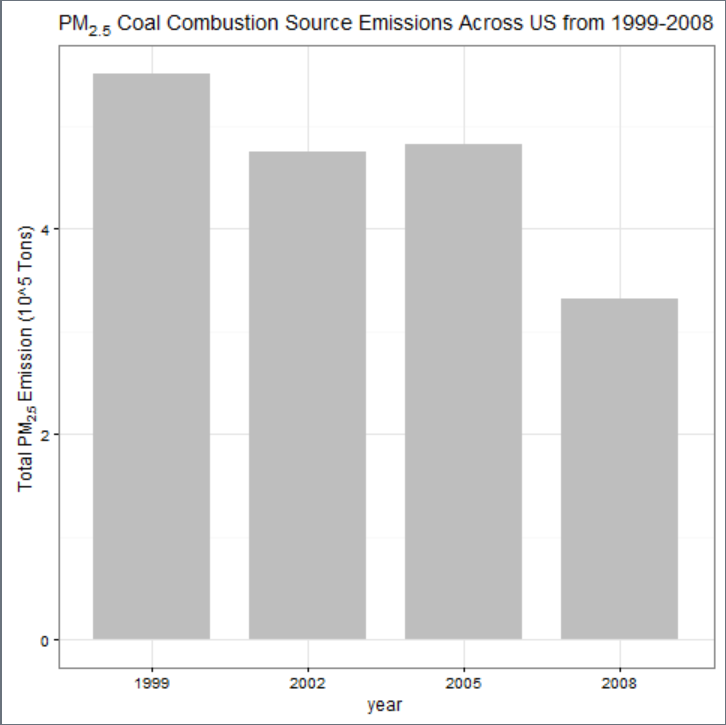 PM2.5 Coal Combustion Source Emissions Across US from 1999-2008
Total PM2.5 Emission (10^5 Tons)
4
2
0
1999 2002 2005 2008
year